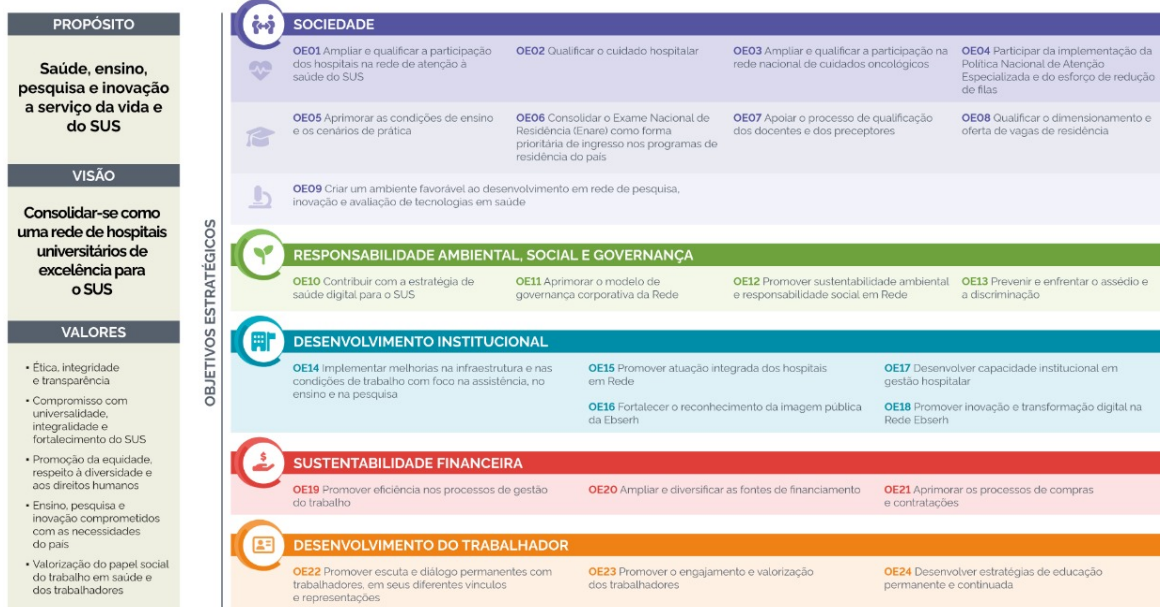 PROPÓSITO
Saúde, ensino,
pesquisa e inovação
a serviço da vida e
do SUS
VISÃO
Consolidar-se como
uma rede de hospitais
universitários de
excelência para
o SUS
VALORES
▪ Ética, integridade
e transparência
▪ Compromisso com
universalidade,
integralidade e
fortalecimento do SUS
▪ Promoção da equidade,
respeito à diversidade e
aos direitos humanos
▪ Ensino, pesquisa e
inovação comprometidos
com as necessidades
do país
▪ Valorização do papel social
do trabalho em saúde e
dos trabalhadores
OBJETIVOS ESTRATÉGICOS
SOCIEDADE
OE01 Ampliar e qualificar a participação
dos hospitais na rede de atenção à
saúde do SUS
OE02 Qualificar o cuidado hospitalar
OE03 Ampliar e qualificar a participação na
rede nacional de cuidados oncológicos
OE04 Participar da implementação da
Política Nacional de Atenção
Especializada e do esforço de redução
de filas
OE05 Aprimorar as condições de ensino
e os cenários de prática
OE06 Consolidar o Exame Nacional de
Residência (Enare) como forma
prioritária de ingresso nos programas de
residência do país
OE07 Apoiar o processo de qualificação
dos docentes e dos preceptores
OE08 Qualificar o dimensionamento e
oferta de vagas de residência
OE09 Criar um ambiente favorável ao desenvolvimento em rede de pesquisa,
inovação e avaliação de tecnologias em saúde
RESPONSABILIDADE AMBIENTAL, SOCIAL E GOVERNANÇA
OE10 Contribuir com a estratégia de
saúde digital para o SUS
OE11 Aprimorar o modelo de
governança corporativa da Rede
OE12 Promover sustentabilidade ambiental
e responsabilidade social em Rede
OE13 Prevenir e enfrentar o assédio e
a discriminação
DESENVOLVIMENTO INSTITUCIONAL
OE14 Implementar melhorias na infraestrutura e nas
condições de trabalho com foco na assistência, no
ensino e na pesquisa
OE15 Promover atuação integrada dos hospitais
em Rede
OE16 Fortalecer o reconhecimento da imagem pública
da Ebserh
OE17 Desenvolver capacidade institucional em
gestão hospitalar
OE18 Promover inovação e transformação digital na
Rede Ebserh
SUSTENTABILIDADE FINANCEIRA
OE19 Promover eficiência nos processos de gestão
do trabalho
OE20 Ampliar e diversificar as fontes de financiamento
OE21 Aprimorar os processos de compras
e contratações
DESENVOLVIMENTO DO TRABALHADOR
OE22 Promover escuta e diálogo permanentes com
trabalhadores, em seus diferentes vínculos
e representações
OE23 Promover o engajamento e valorização
dos trabalhadores
OE24 Desenvolver estratégias de educação
permanente e continuada